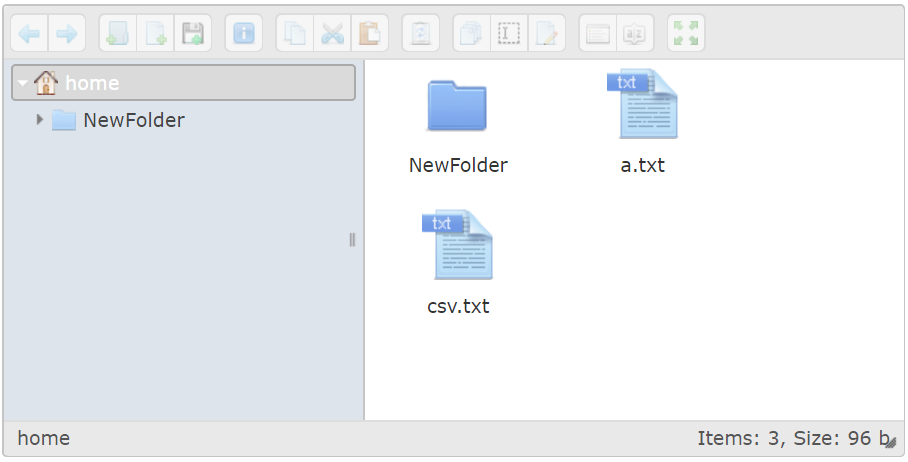 home
NewFolder
NewFolder
txt
a.txt
txt
csv.txt
home
Items: 3, Size: 96 b